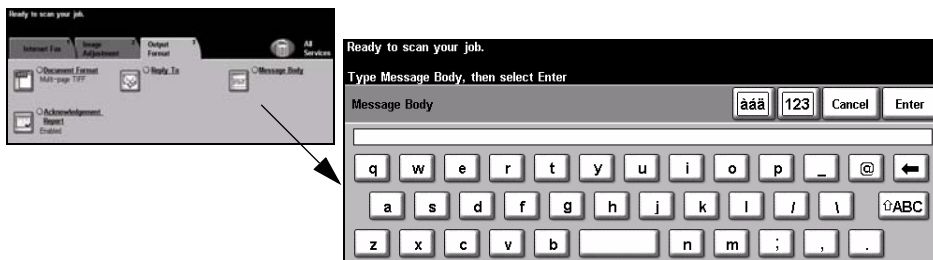 Ready to scan your job.
Internet Fax
Image Adjustment 2
Output Format 3
All Services
Document Format
Multi-page TIFF
Reply To
Message Body
Acknowledgement Report
Enabled
Ready to scan your job.
Type Message Body, then select Enter
Message Body
àáä 123 Cancel Enter
q w e r t y u i o p _ @ ←
a s d f g h j k l / \ ⇧ABC
z x c v b n m ; , .